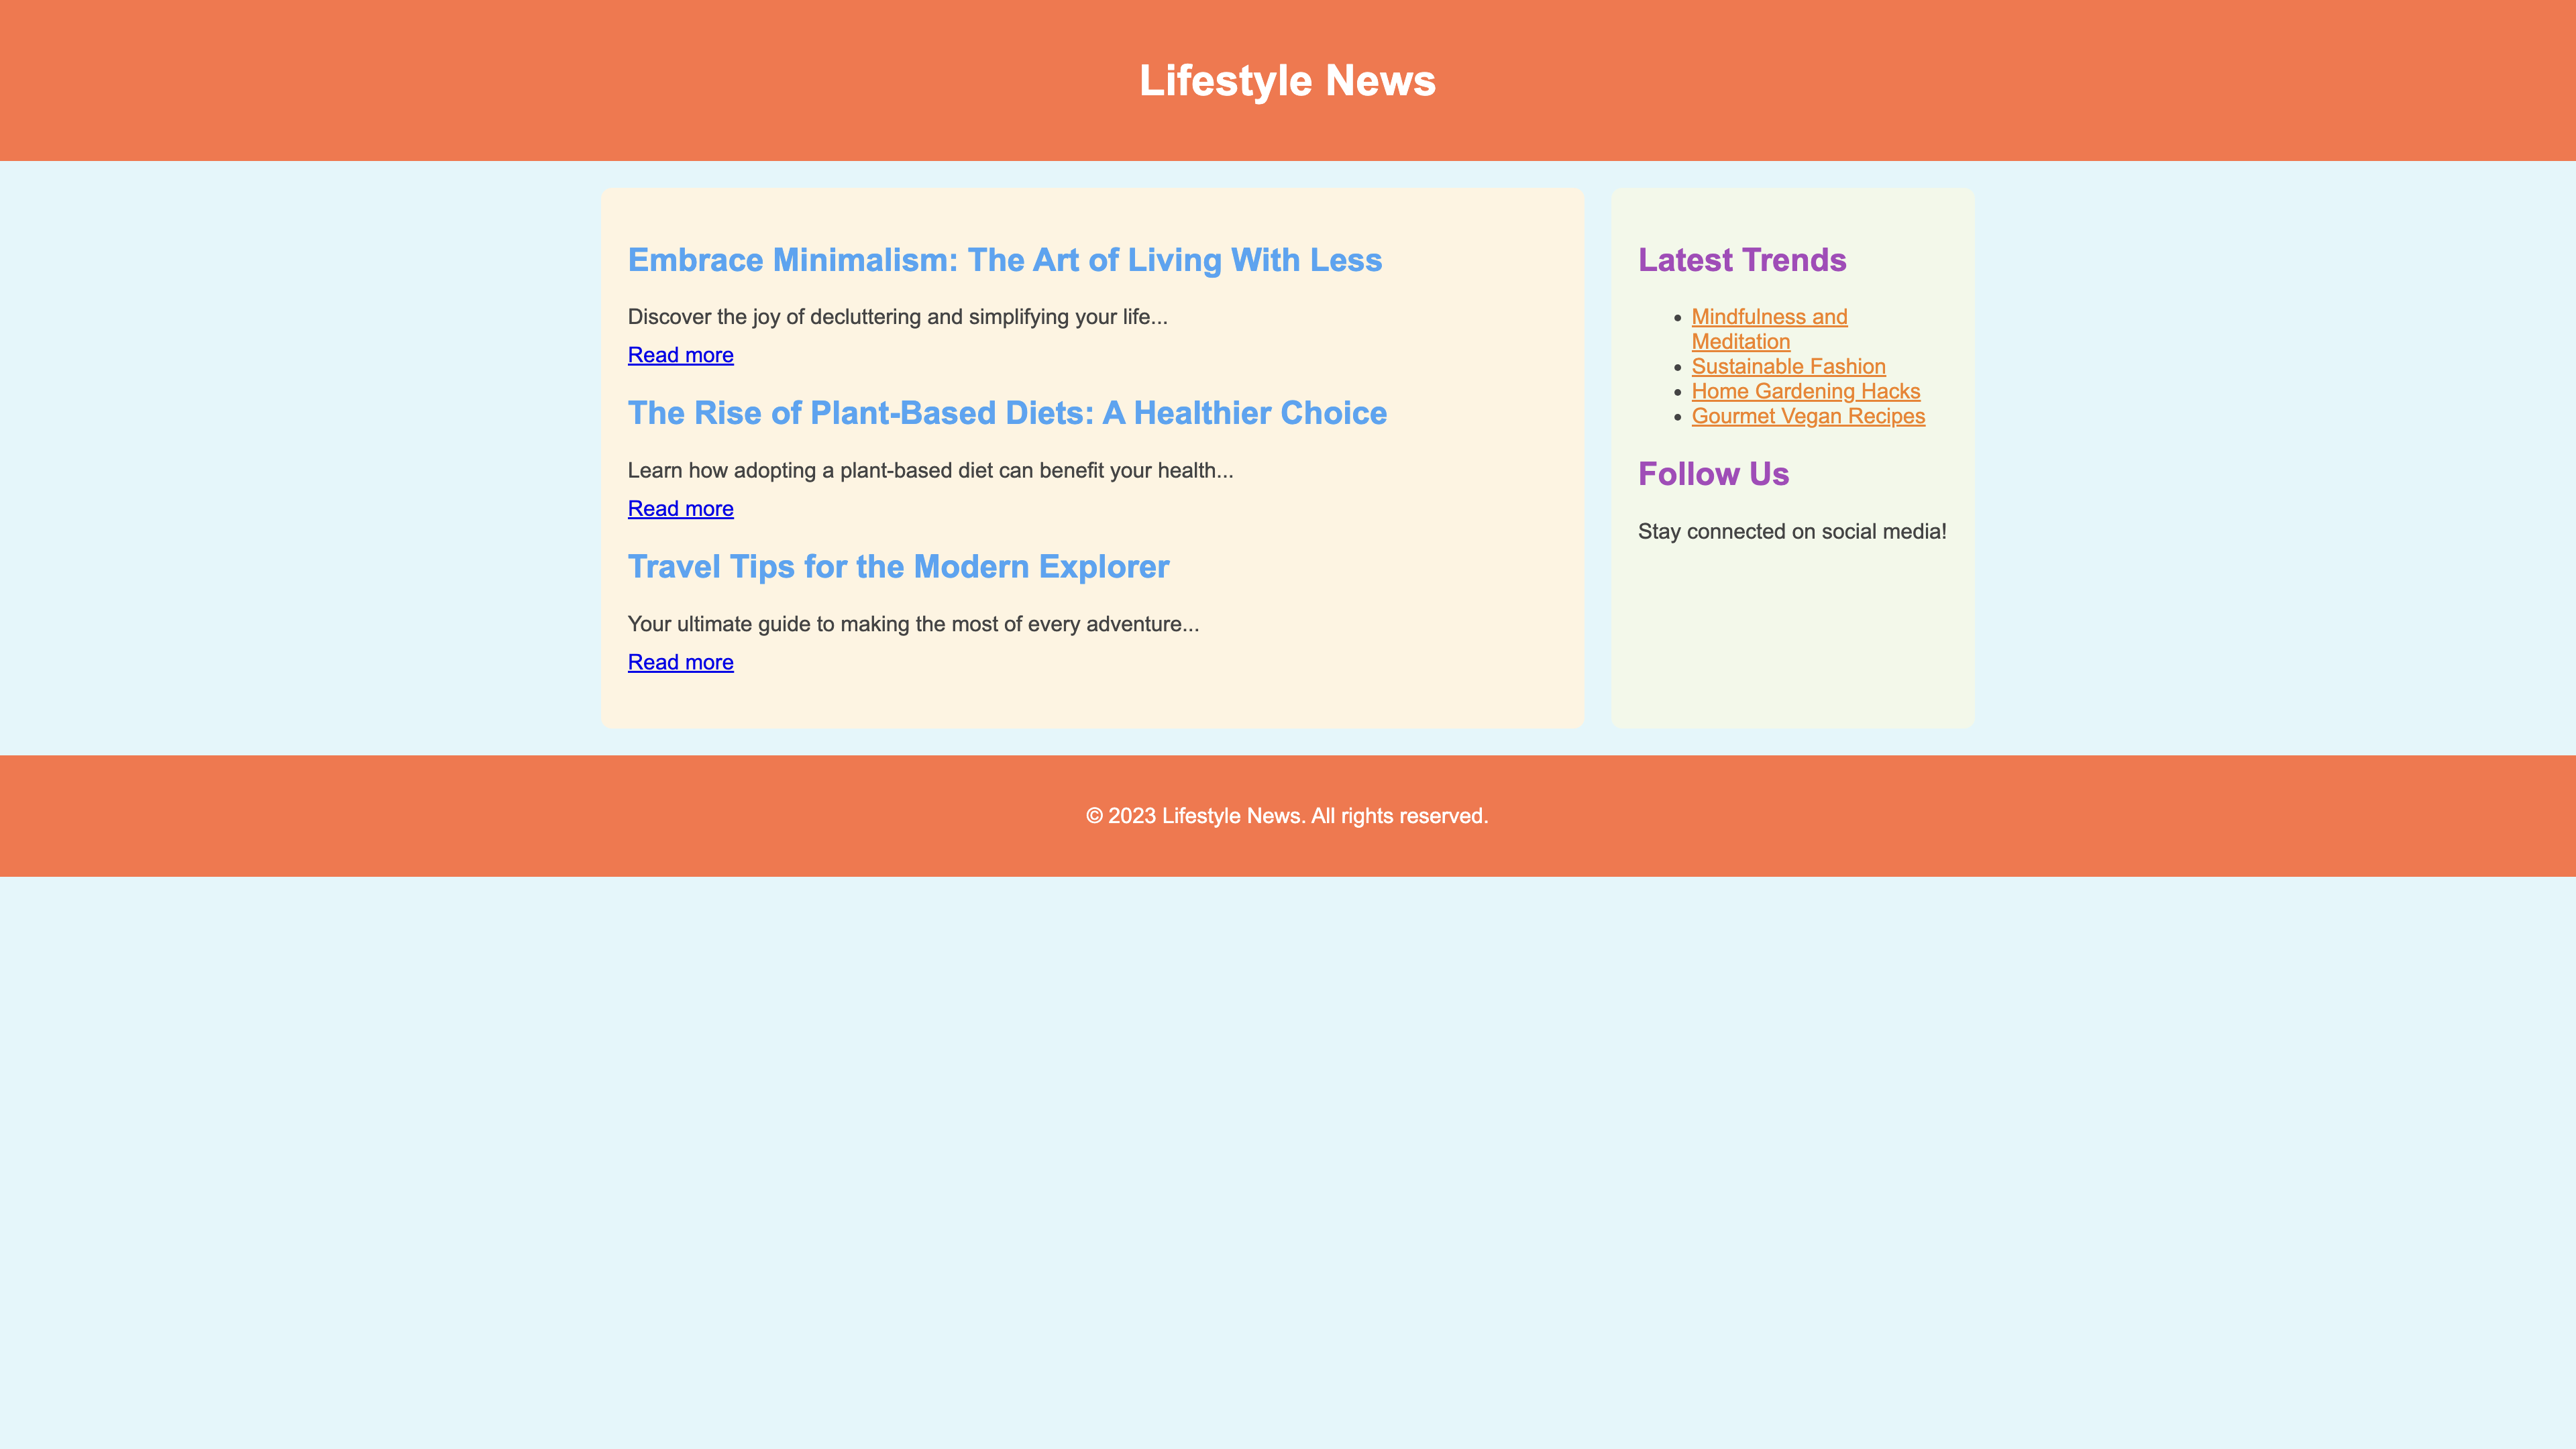 Lifestyle News
Embrace Minimalism: The Art of Living With Less
Discover the joy of decluttering and simplifying your life...
Read more
The Rise of Plant-Based Diets: A Healthier Choice
Learn how adopting a plant-based diet can benefit your health...
Read more
Travel Tips for the Modern Explorer
Your ultimate guide to making the most of every adventure...
Read more
Latest Trends
• Mindfulness and
Meditation
• Sustainable Fashion
• Home Gardening Hacks
• Gourmet Vegan Recipes
Follow Us
Stay connected on social media!
© 2023 Lifestyle News. All rights reserved.